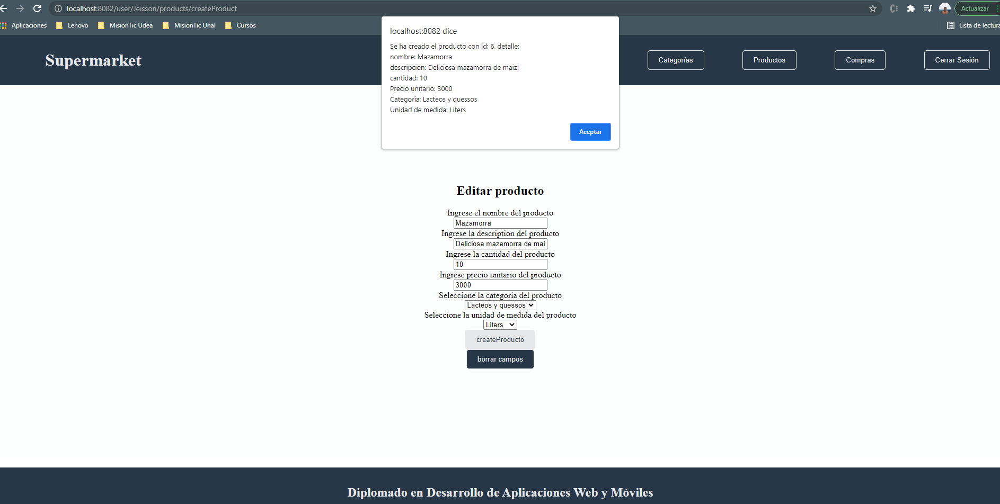 localhost:8082/user/Jeisson/products/createProduct
Actualizar
Aplicaciones
Lenovo
MisionTic Udea
MisionTic Unal
Cursos
Lista de lectura
localhost:8082 dice
Se ha creado el producto con id: 6. detalle:
nombre: Mazamorra
descripcion: Deliciosa mazamorra de maiz|
cantidad: 10
Precio unitario: 3000
Categoria: Lacteos y quessos
Unidad de medida: Liters
Aceptar
Supermarket
Categorías
Productos
Compras
Cerrar Sesión
Editar producto
Ingrese el nombre del producto
Mazamorra
Ingrese la description del producto
Deliciosa mazamorra de mai
Ingrese la cantidad del producto
10
Ingrese precio unitario del producto
3000
Seleccione la categoria del producto
Lacteos y quessos
Seleccione la unidad de medida del producto
Liters
createProducto
borrar campos
Diplomado en Desarrollo de Aplicaciones Web y Móviles